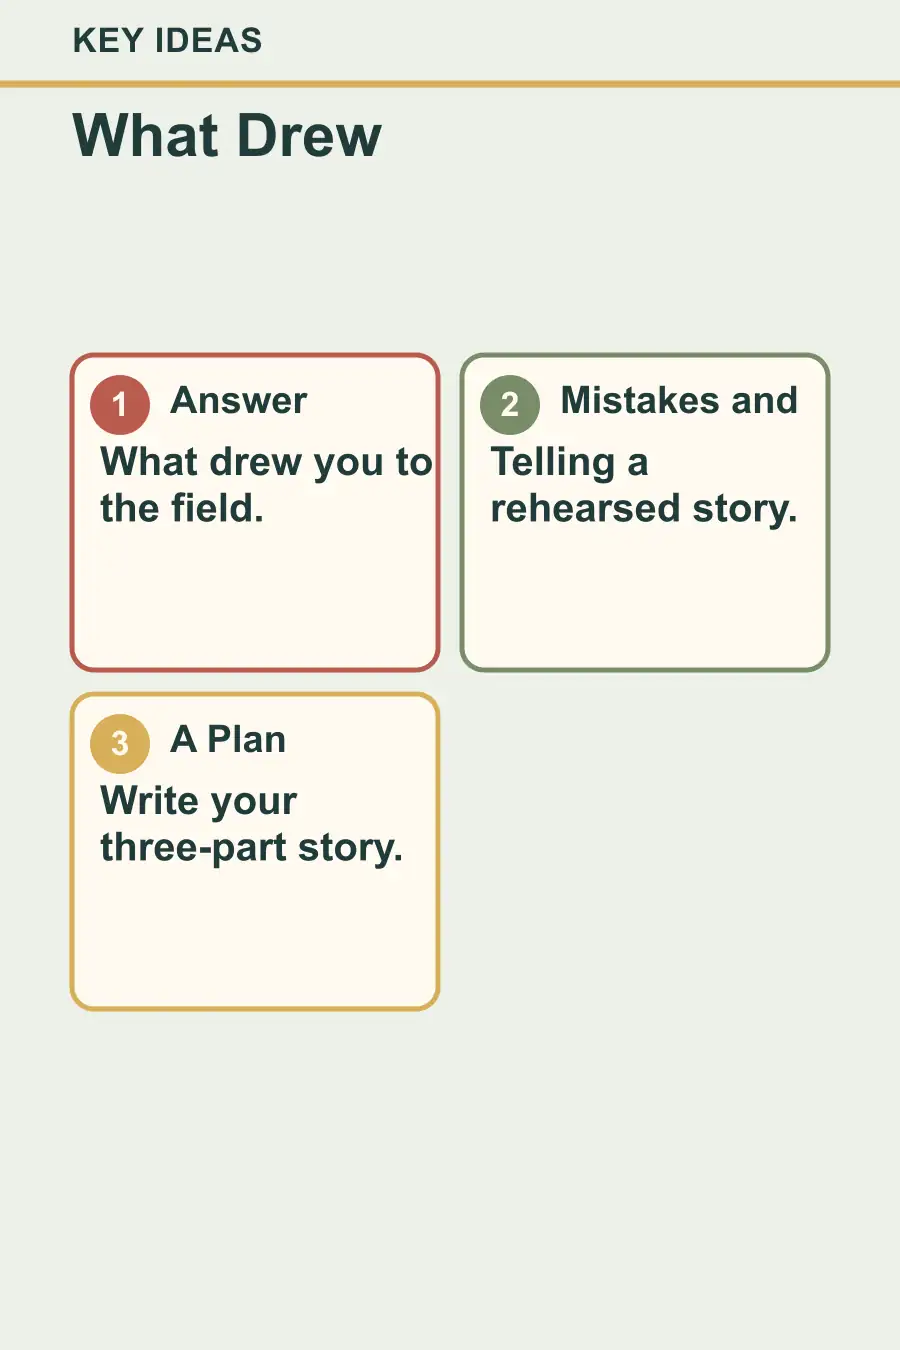 KEY IDEAS
What Drew
1 Answer
What drew you to
the field.
2 Mistakes and
Telling a
rehearsed story.
3 A Plan
Write your
three-part story.